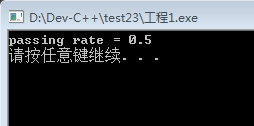 D:\Dev-C++\test23\工程1.exe
passing rate = 0.5
请按任意键继续. . .